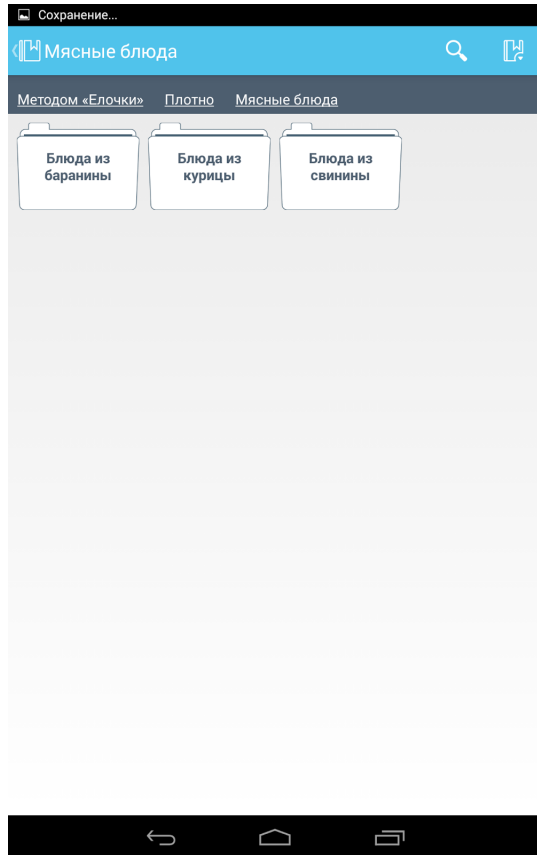 Сохранение...
Мясные блюда
Методом «Елочки» Плотно Мясные блюда
Блюда из
баранины
Блюда из
курицы
Блюда из
свинины